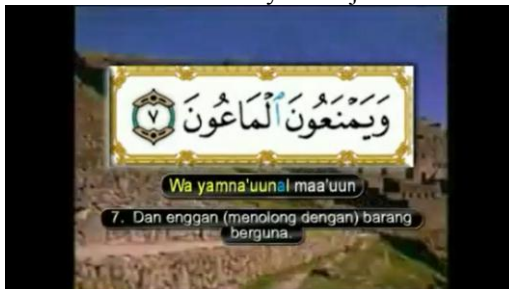 وَيَمْنَعُونَ ٱلْمَاعُونَ ٧
Wa yamna'uunal maa'uun
7. Dan enggan (menolong dengan) barang
berguna.